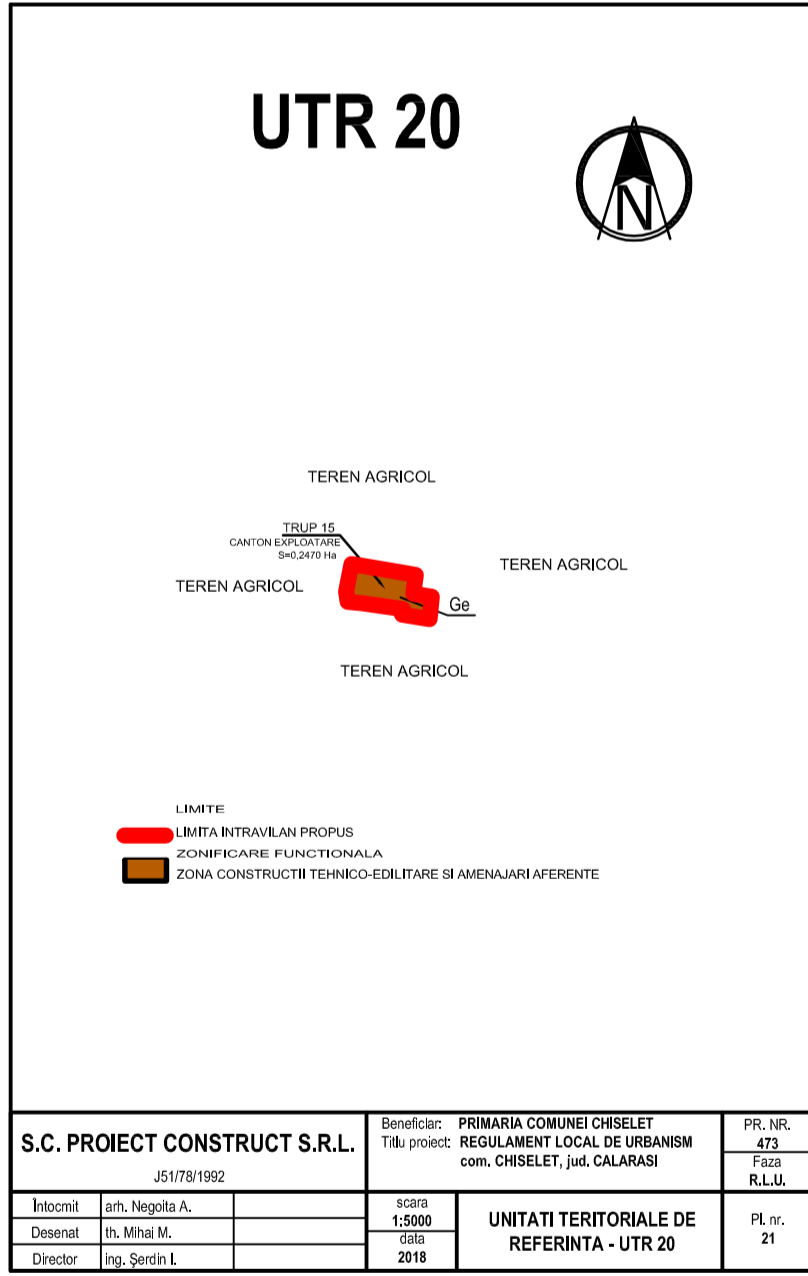 UTR 20
N
TEREN AGRICOL
TRUP 15
CANTON EXPLOATARE
S=0,2470 Ha
TEREN AGRICOL
TEREN AGRICOL
Ge
TEREN AGRICOL
LIMITE
LIMITA INTRAVILAN PROPUS
ZONIFICARE FUNCTIONALA
ZONA CONSTRUCTII TEHNICO-EDILITARE SI AMENAJARI AFERENTE
S.C. PROIECT CONSTRUCT S.R.L.
J51/78/1992
Beneficiar: PRIMARIA COMUNEI CHISELET
Titlu proiect: REGULAMENT LOCAL DE URBANISM
com. CHISELET, jud. CALARASI
PR. NR.
473
Faza
R.L.U.
Întocmit arh. Negoita A.
Desenat th. Mihai M.
Director ing. Şerdin I.
scara
1:5000
data
2018
UNITATI TERITORIALE DE
REFERINTA - UTR 20
Pl. nr.
21